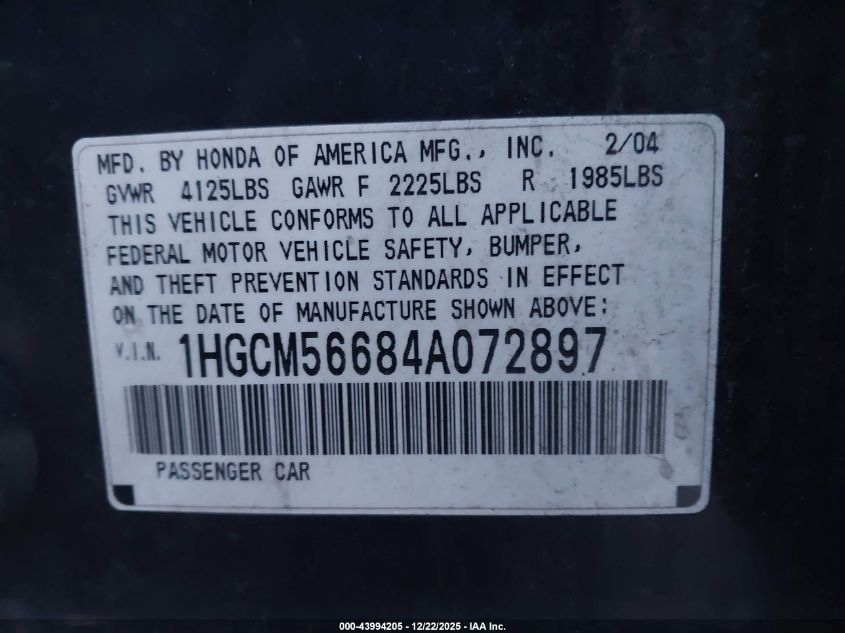 MFD. BY HONDA OF AMERICA MFG., INC. 2/04
GVWR 4125LBS GAWR F 2225LBS R 1985LBS
THIS VEHICLE CONFORMS TO ALL APPLICABLE
FEDERAL MOTOR VEHICLE SAFETY, BUMPER,
AND THEFT PREVENTION STANDARDS IN EFFECT
ON THE DATE OF MANUFACTURE SHOWN ABOVE:
V.I.N. 1HGCM56684A072897
PASSENGER CAR
000-43994205 - 12/22/2025 - IAA Inc.